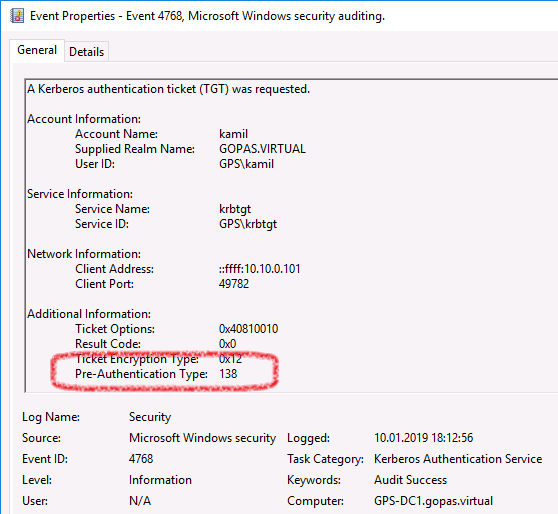 Event Properties - Event 4768, Microsoft Windows security auditing.
General Details
A Kerberos authentication ticket (TGT) was requested.
Account Information:
Account Name: kamil
Supplied Realm Name: GOPAS.VIRTUAL
User ID: GPS\kamil
Service Information:
Service Name: krbtgt
Service ID: GPS\krbtgt
Network Information:
Client Address: ::ffff:10.10.0.101
Client Port: 49782
Additional Information:
Ticket Options: 0x40810010
Result Code: 0x0
Ticket Encryption Type: 0x12
Pre-Authentication Type: 138
Log Name: Security
Source: Microsoft Windows security Logged: 10.01.2019 18:12:56
Event ID: 4768 Task Category: Kerberos Authentication Service
Level: Information Keywords: Audit Success
User: N/A Computer: GPS-DC1.gopas.virtual